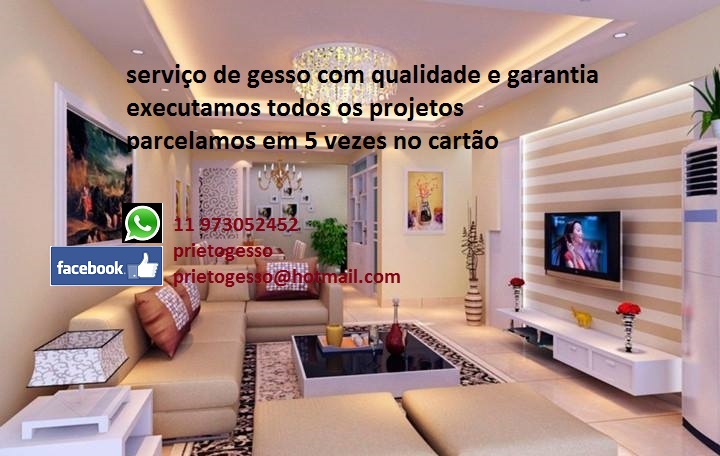 serviço de gesso com qualidade e garantia
executamos todos os projetos
parcelamos em 5 vezes no cartão
11 973052452
prietogesso
facebook
prietogesso@hotmail.com